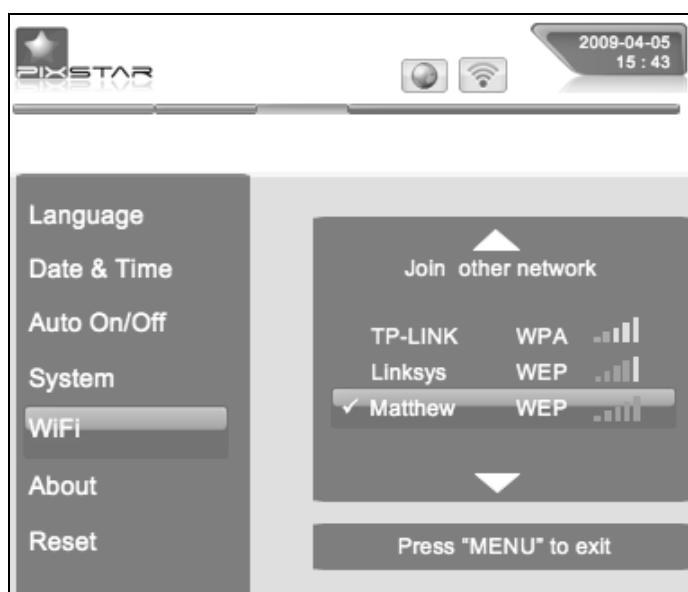 PIXSTAR
2009-04-05
15 : 43
Language
Date & Time
Auto On/Off
System
WiFi
About
Reset
Join other network
TP-LINK WPA
Linksys WEP
✓ Matthew WEP
Press "MENU" to exit